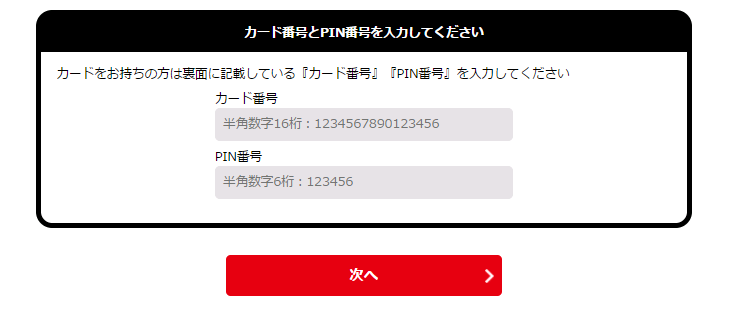 カード番号とPIN番号を入力してください
カードをお持ちの方は裏面に記載している『カード番号』『PIN番号』を入力してください
カード番号
半角数字16桁：1234567890123456
PIN番号
半角数字6桁：123456
次へ